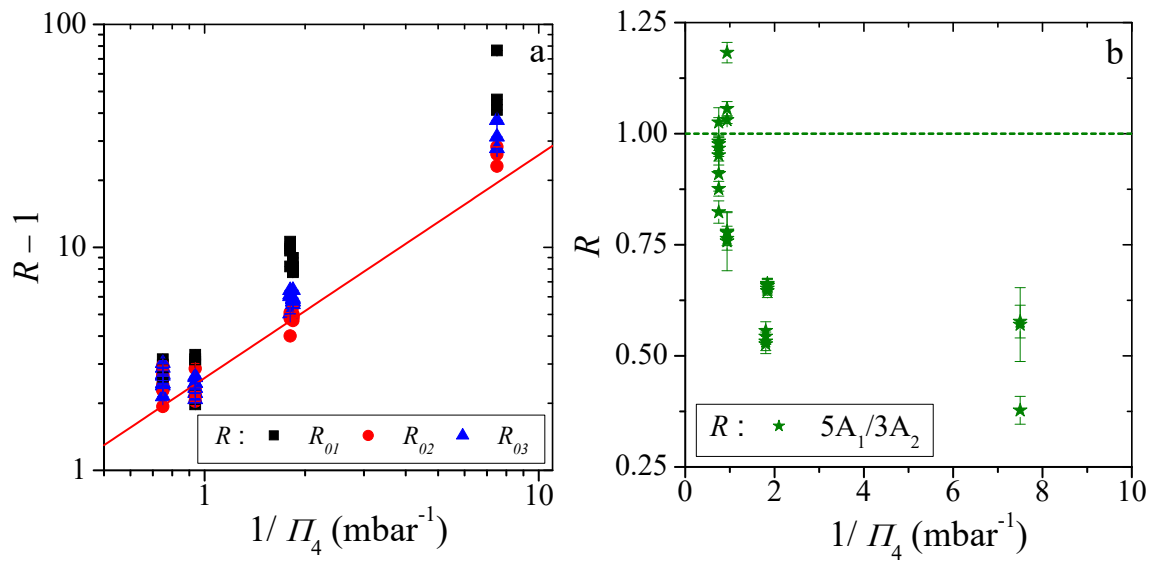 a
100
10
1
R − 1
R : R01 R02 R03
1 10
1/ Π4 (mbar-1)
b
1.25
1.00
0.75
0.50
0.25
R
R : 5A1/3A2
0 2 4 6 8 10
1/ Π4 (mbar-1)